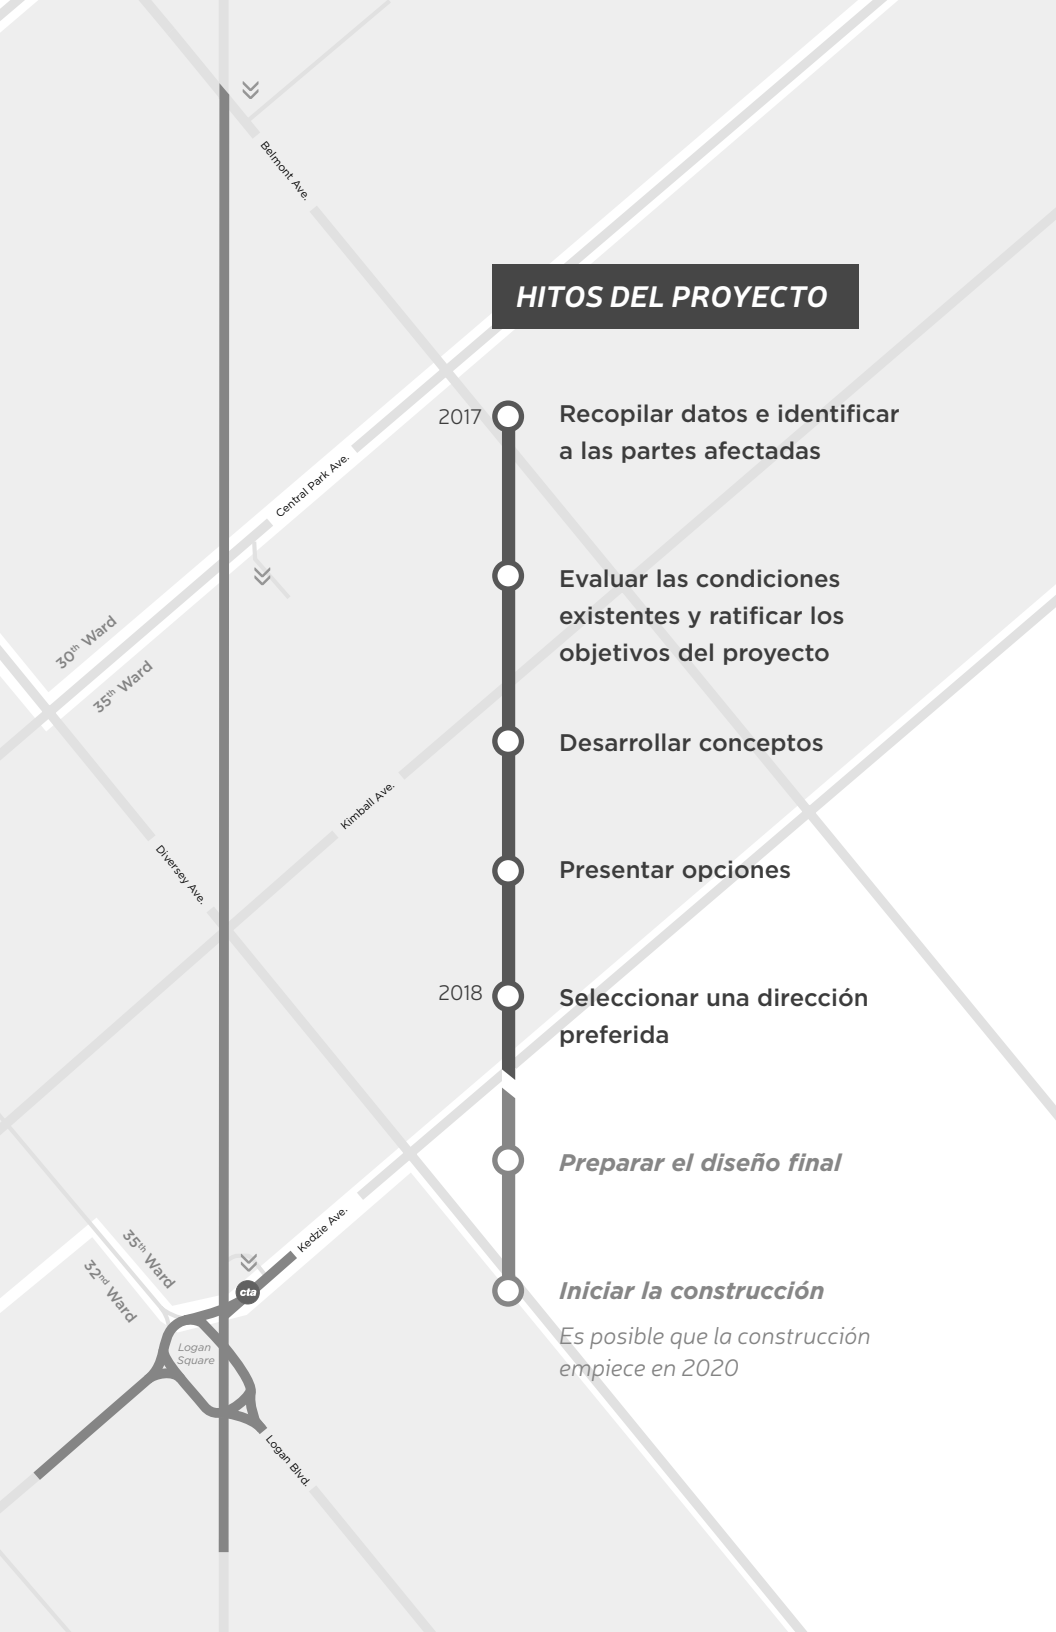 Belmont Ave.
HITOS DEL PROYECTO
2017
Recopilar datos e identificar
a las partes afectadas
Central Park Ave.
Evaluar las condiciones
existentes y ratificar los
objetivos del proyecto
30th Ward
35th Ward
Desarrollar conceptos
Kimball Ave.
Diversey Ave.
Presentar opciones
2018
Seleccionar una dirección
preferida
Preparar el diseño final
Kedzie Ave.
35th Ward
32nd Ward
cta
Iniciar la construcción
Es posible que la construcción
empiece en 2020
Logan
Square
Logan Blvd.